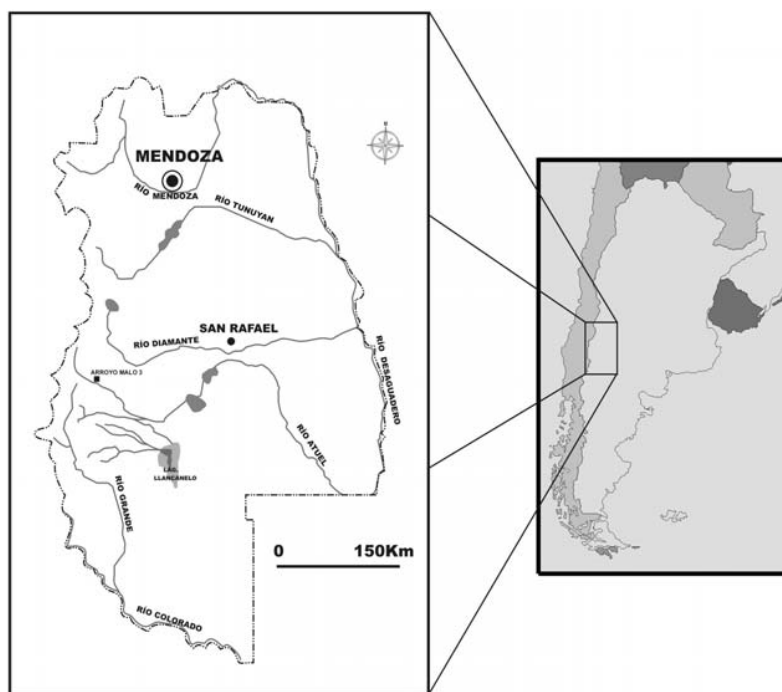 MENDOZA
RÍO MENDOZA
RÍO TUNUYAN
SAN RAFAEL
RÍO DIAMANTE
RÍO DESAGUADERO
ARROYO MALO 3
RÍO ATUEL
LAG.
LLANCANELO
RÍO GRANDE
0 150Km
RÍO COLORADO